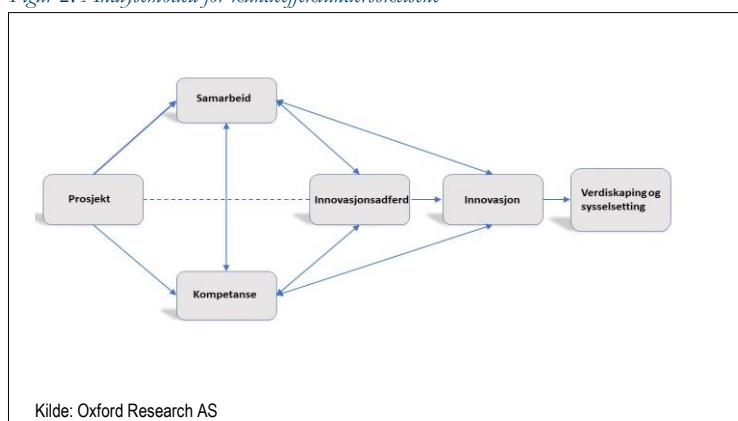 Samarbeid
Prosjekt
Innovasjonsadferd
Innovasjon
Verdiskaping og
sysselsetting
Kompetanse
Kilde: Oxford Research AS